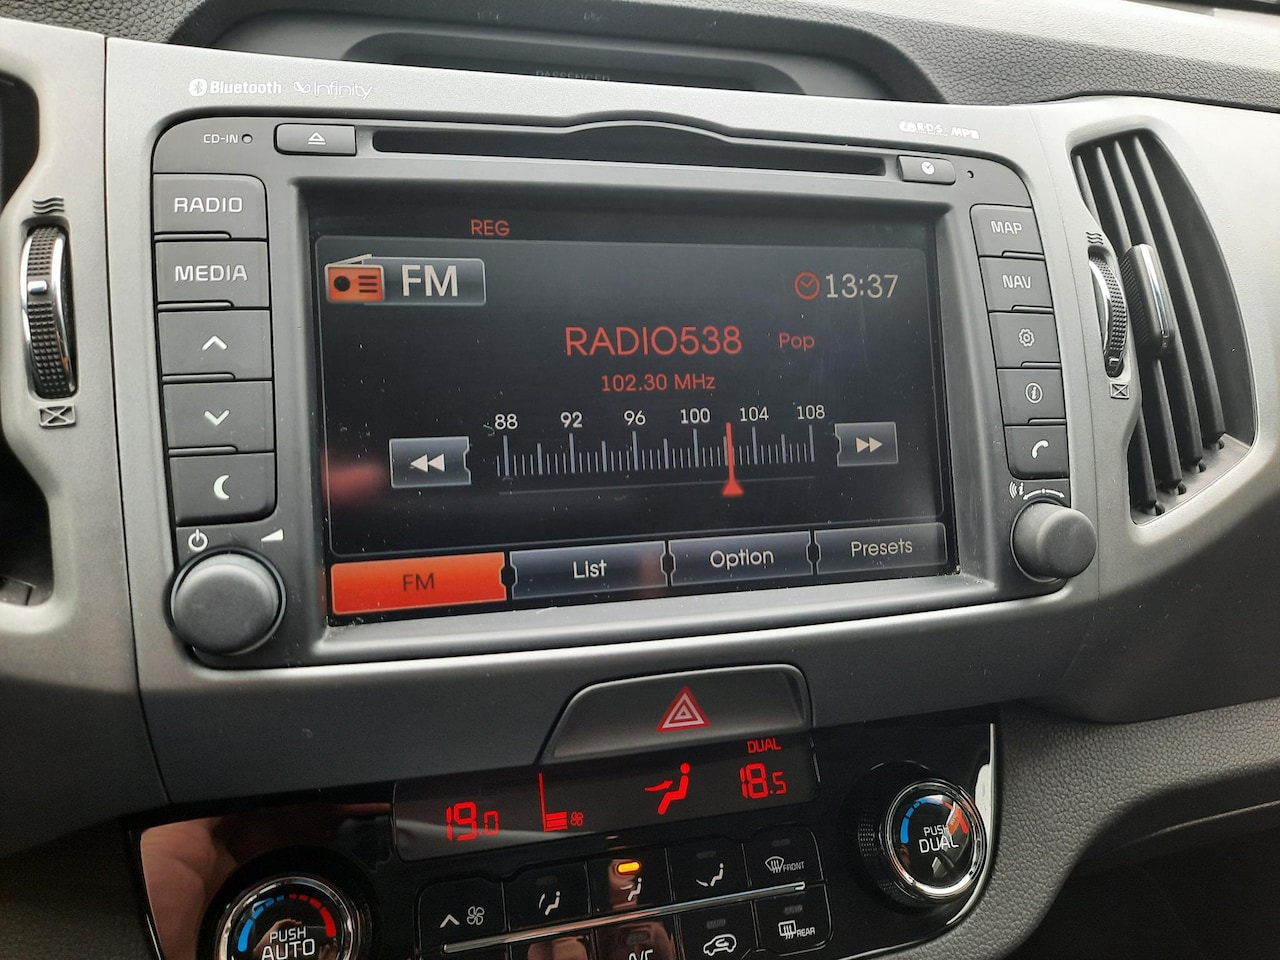 PASSENGER
Bluetooth Infinity
R·D·S MP3
CD-IN
RADIO
MEDIA
MAP
NAV
REG
FM
13:37
RADIO538 Pop
102.30 MHz
88 92 96 100 104 108
FM List Option Presets
DUAL
19.0
18.5
PUSH
DUAL
FRONT
REAR
PUSH
AUTO
A/C